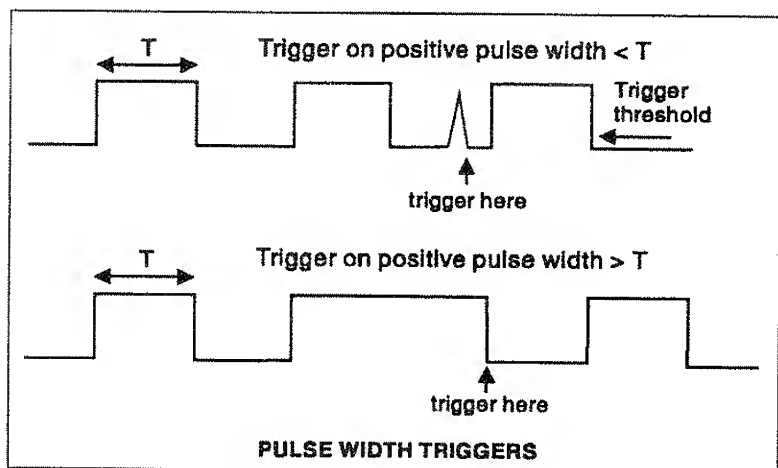 T
Trigger on positive pulse width < T
Trigger
threshold
trigger here
T
Trigger on positive pulse width > T
trigger here
PULSE WIDTH TRIGGERS